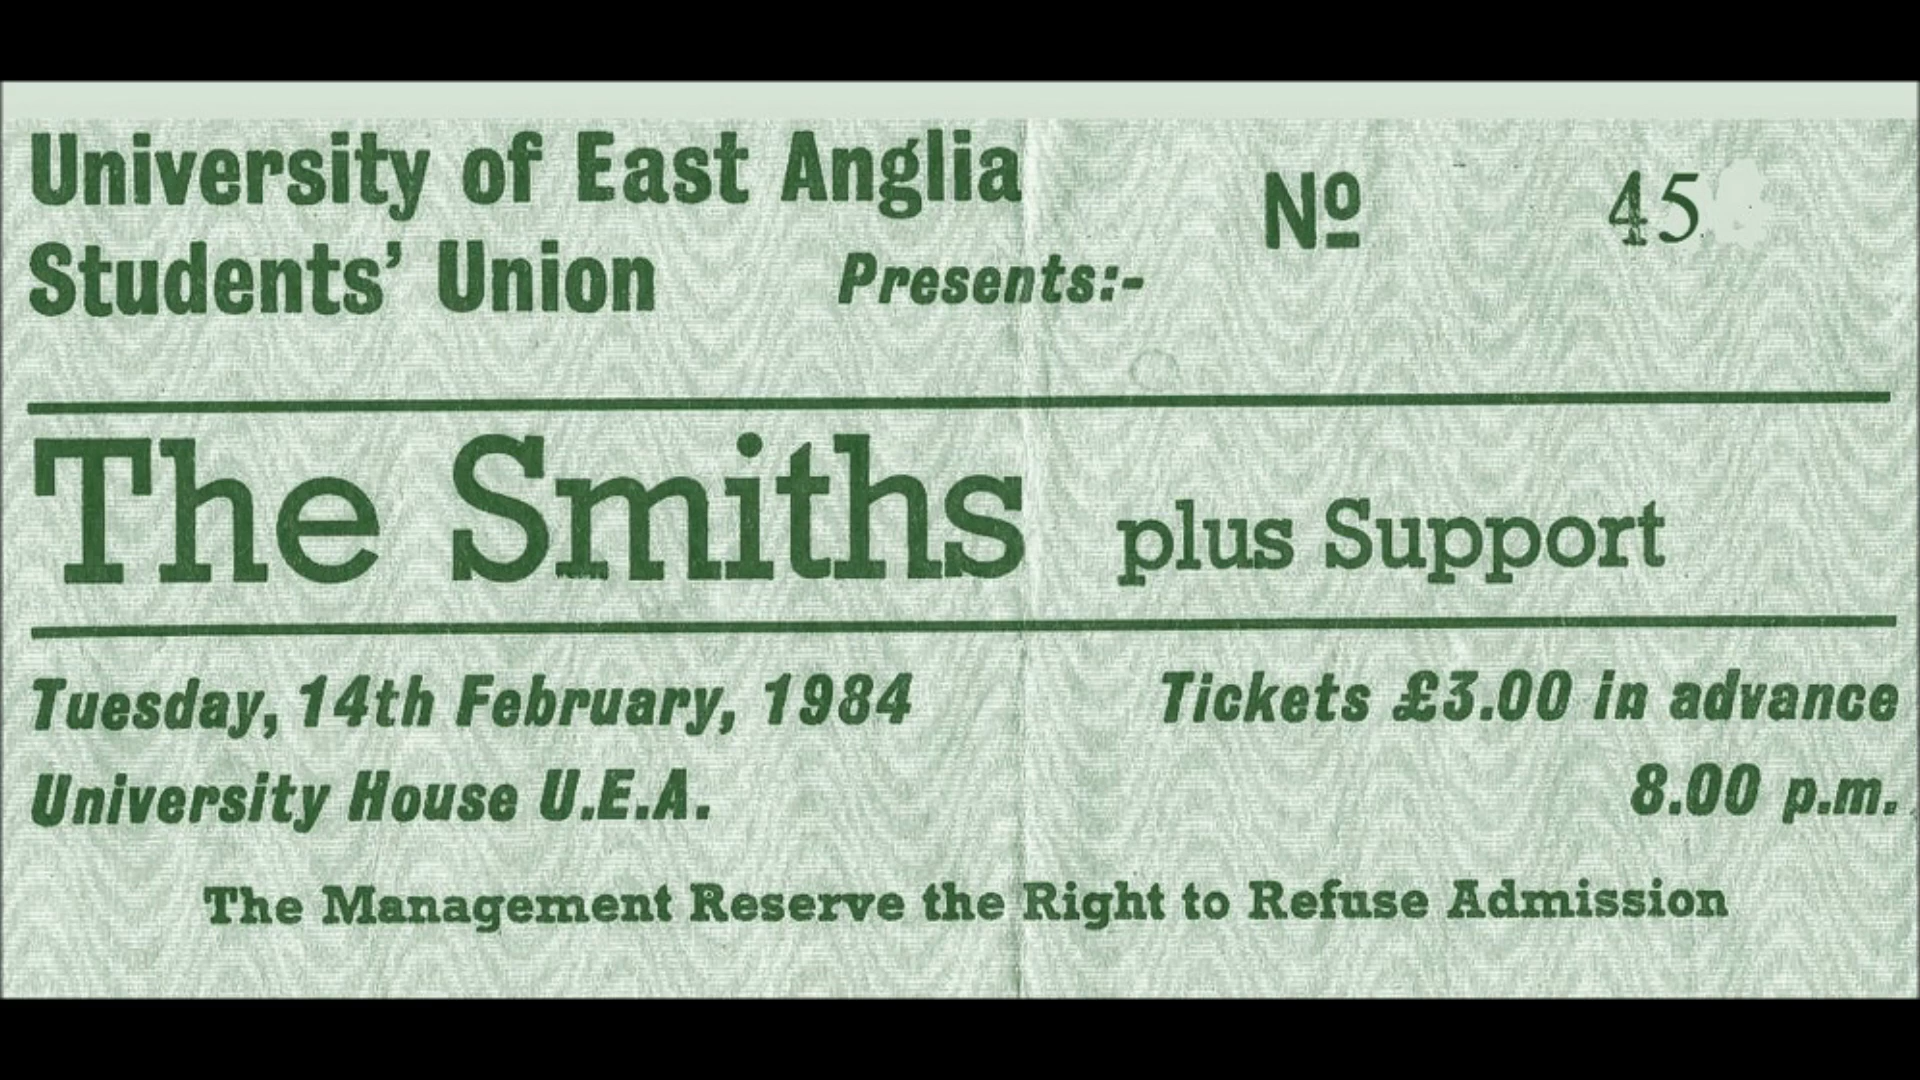 University of East Anglia
Students' Union Presents:-
Nº 45
The Smiths plus Support
Tuesday, 14th February, 1984
Tickets £3.00 in advance
University House U.E.A.
8.00 p.m.
The Management Reserve the Right to Refuse Admission